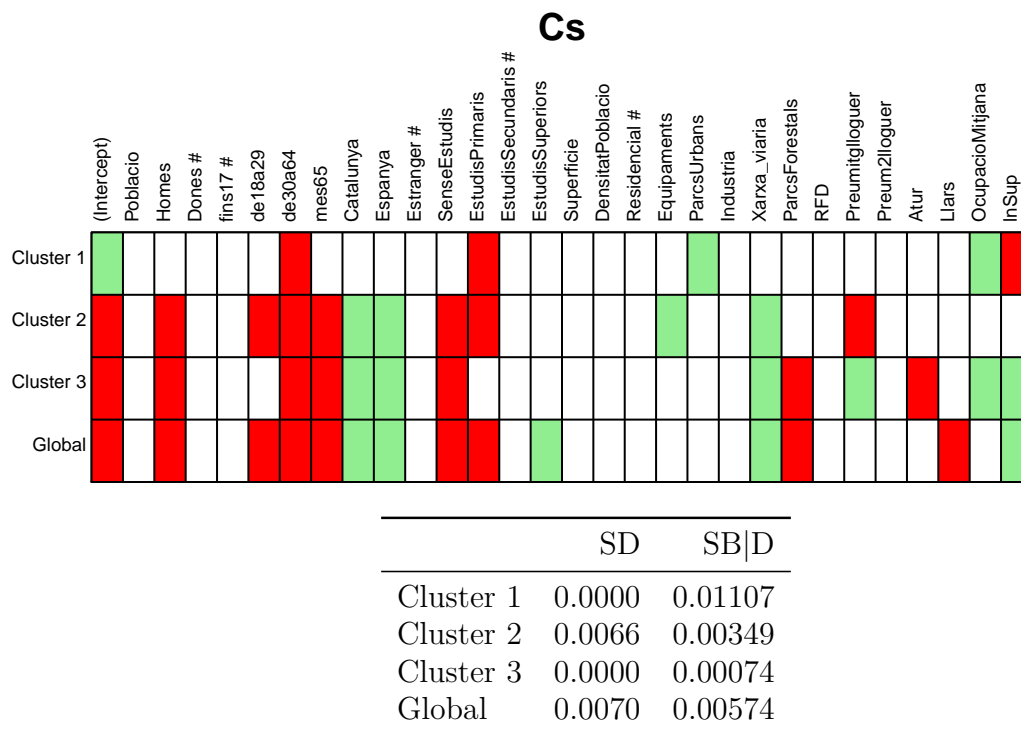 Cs
(Intercept)
Poblacio
Homes
Dones #
fins17 #
de18a29
de30a64
mes65
Catalunya
Espanya
Estranger #
SenseEstudis
EstudisPrimaris
EstudisSecundaris #
EstudisSuperiors
Superficie
DensitatPoblacio
Residencial #
Equipaments
ParcsUrbans
Industria
Xarxa_viaria
ParcsForestals
RFD
Preumitglloguer
Preum2lloguer
Atur
Llars
OcupacioMitjana
InSup
Cluster 1
Cluster 2
Cluster 3
Global
SD SB|D
Cluster 1 0.0000 0.01107
Cluster 2 0.0066 0.00349
Cluster 3 0.0000 0.00074
Global 0.0070 0.00574